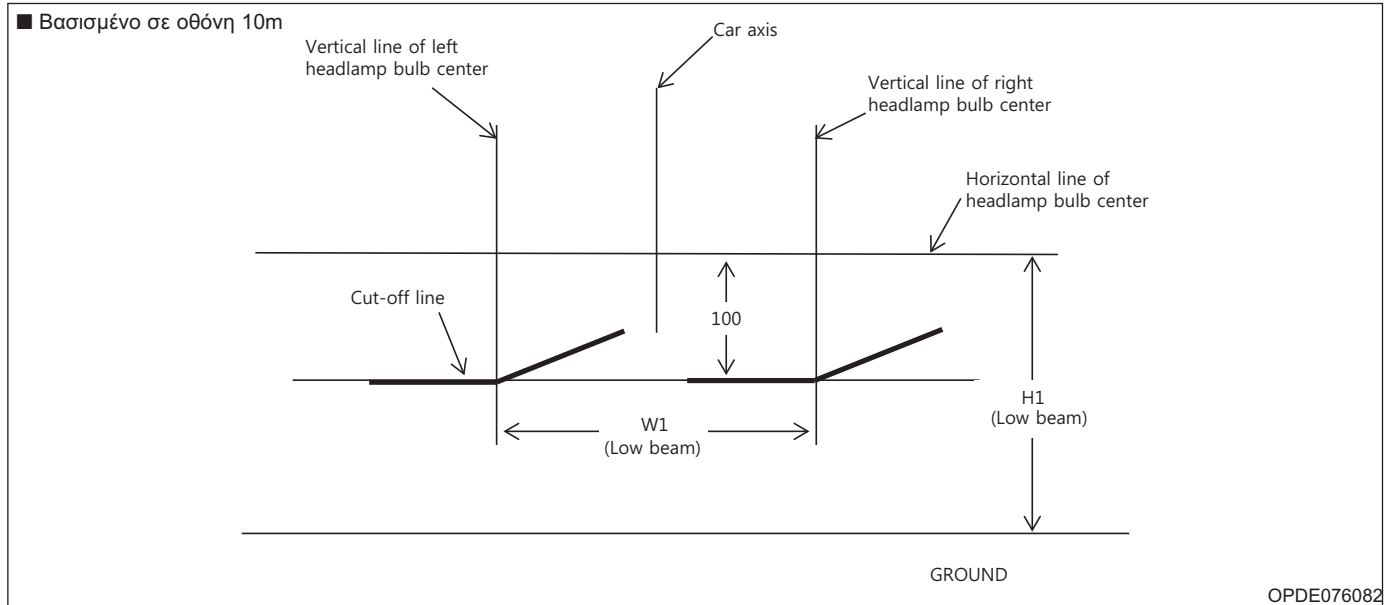 ■ Βασισμένο σε οθόνη 10m
Car axis
Vertical line of left
headlamp bulb center
Vertical line of right
headlamp bulb center
Horizontal line of
headlamp bulb center
Cut-off line
100
H1
(Low beam)
W1
(Low beam)
GROUND
OPDE076082